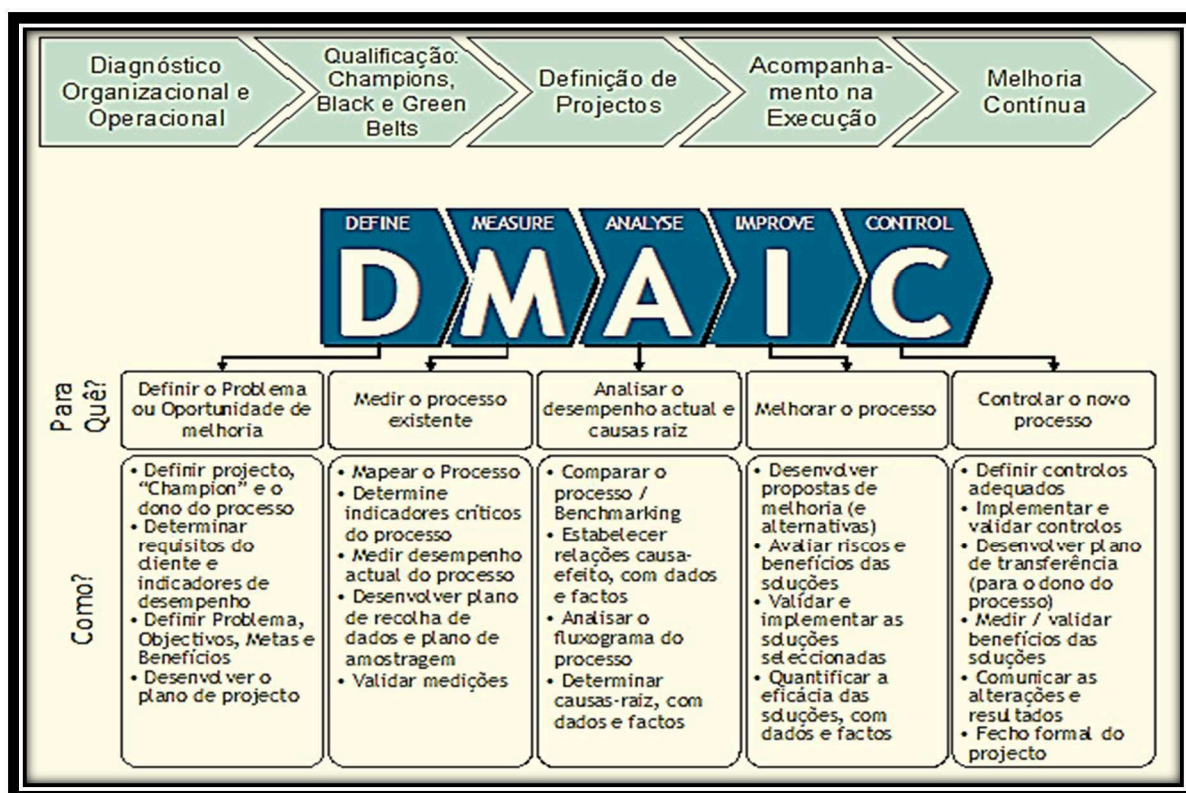 Diagnóstico
Organizacional e
Operacional
Qualificação:
Champions,
Black e Green
Belts
Definição de
Projectos
Acompanha-
mento na
Execução
Melhoria
Contínua
DEFINE
D
MEASURE
M
ANALYSE
A
IMPROVE
I
CONTROL
C
Para
Quê?
Definir o Problema
ou Oportunidade de
melhoria
Medir o processo
existente
Analisar o
desempenho actual e
causas raiz
Melhorar o processo
Controlar o novo
processo
Como?
• Definir projecto,
“Champion” e o
dono do processo
• Determinar
requisitos do
cliente e
indicadores de
desempenho
• Definir Problema,
Objectivos, Metas e
Benefícios
• Desenvolver o
plano de projecto
• Mapear o Processo
• Determine
indicadores críticos
do processo
• Medir desempenho
actual do processo
• Desenvolver plano
de recolha de
dados e plano de
amostragem
• Validar medições
• Comparar o
processo /
Benchmarking
• Estabelecer
relações causa-
efeito, com dados
e factos
• Analisar o
fluxograma do
processo
• Determinar
causas-raiz, com
dados e factos
• Desenvolver
propostas de
melhoria (e
alternativas)
• Avaliar riscos e
benefícios das
soluções
• Validar e
implementar as
soluções
seleccionadas
• Quantificar a
eficácia das
soluções, com
dados e factos
• Definir controlos
adequados
• Implementar e
validar controlos
• Desenvolver plano
de transferência
(para o dono do
processo)
• Medir / validar
benefícios das
soluções
• Comunicar as
alterações e
resultados
• Fecho formal do
projecto